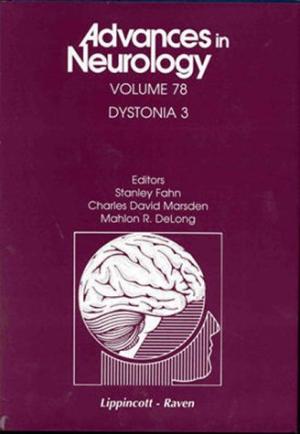 Advances in
Neurology
VOLUME 78
DYSTONIA 3
Editors
Stanley Fahn
Charles David Marsden
Mahlon R. DeLong
Lippincott - Raven